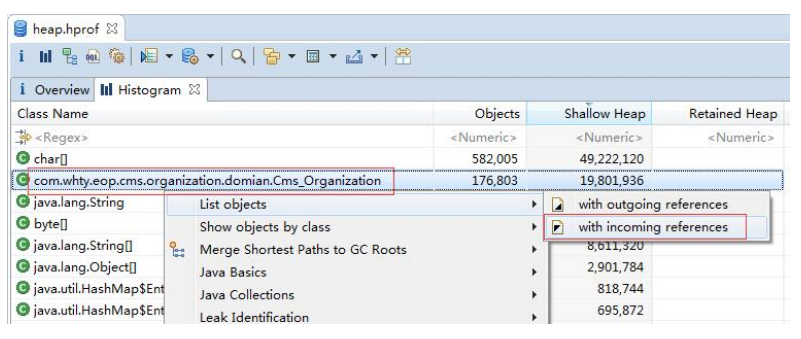 heap.hprof
i Overview Histogram
Class Name Objects Shallow Heap Retained Heap
<Regex> <Numeric> <Numeric> <Numeric>
char[] 582,005 49,222,120
com.whty.eop.cms.organization.domian.Cms_Organization 176,803 19,801,936
java.lang.String List objects with outgoing references
byte[] Show objects by class with incoming references
java.lang.String[] Merge Shortest Paths to GC Roots 8,611,320
java.lang.Object[] Java Basics 2,901,784
java.util.HashMap$Ent Java Collections 818,744
java.util.HashMap$Ent Leak Identification 695,872